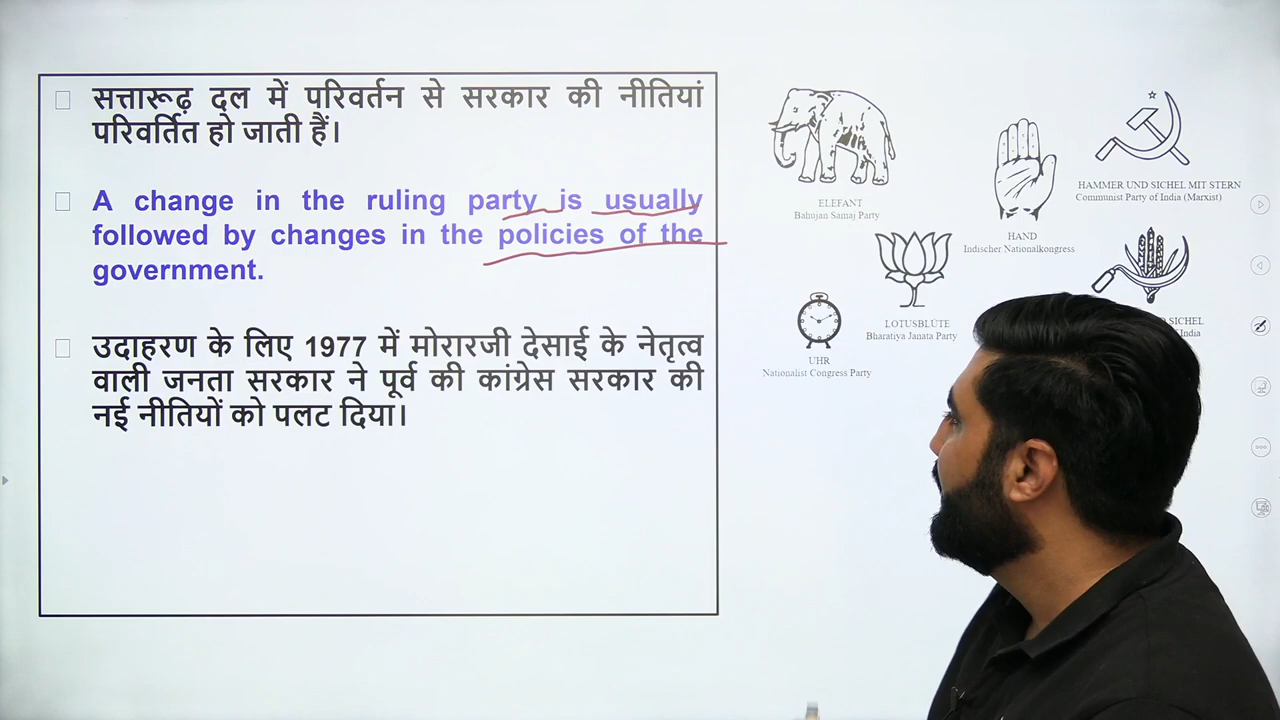 सत्तारूढ़ दल में परिवर्तन से सरकार की नीतियां
परिवर्तित हो जाती हैं।
A change in the ruling party is usually
followed by changes in the policies of the
government.
उदाहरण के लिए 1977 में मोरारजी देसाई के नेतृत्व
वाली जनता सरकार ने पूर्व की कांग्रेस सरकार की
नई नीतियों को पलट दिया।
ELEFANT
Bahujan Samaj Party
HAMMER UND SICHEL MIT STERN
Communist Party of India (Marxist)
HAND
Indischer Nationalkongress
LOTUSBLÜTE
Bharatiya Janata Party
SICHEL
UHR
Nationalist Congress Party